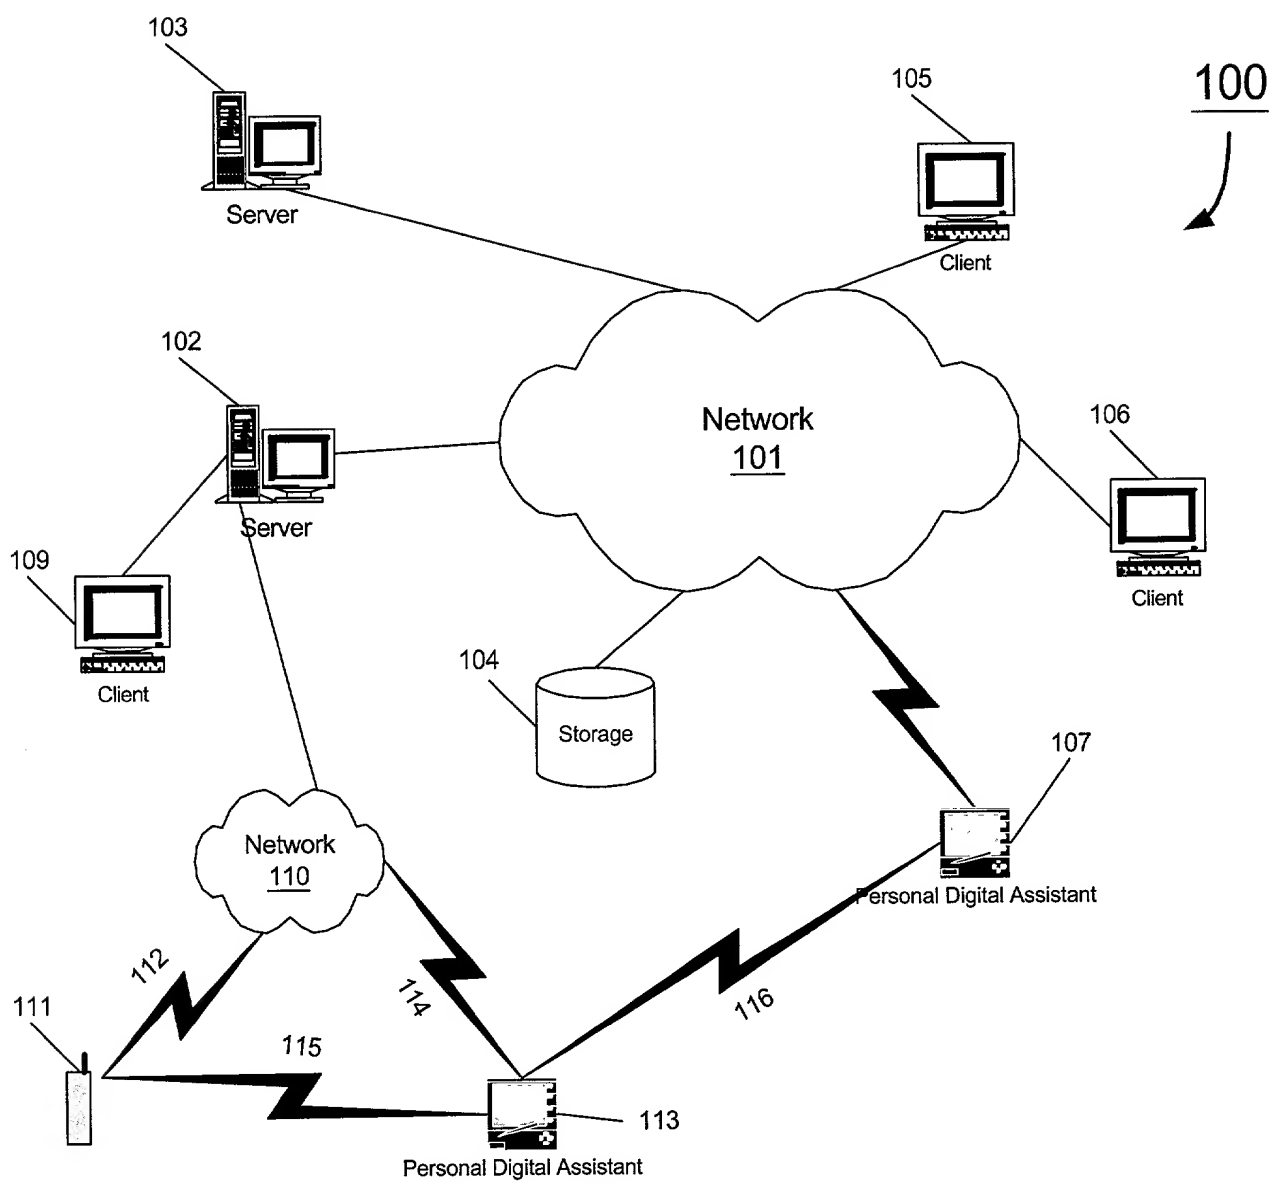 103
105
100
Server
Client
102
Network
101
106
Server
109
Client
Client
104
Storage
107
Network
110
Personal Digital Assistant
112
114
116
111
115
113
Personal Digital Assistant